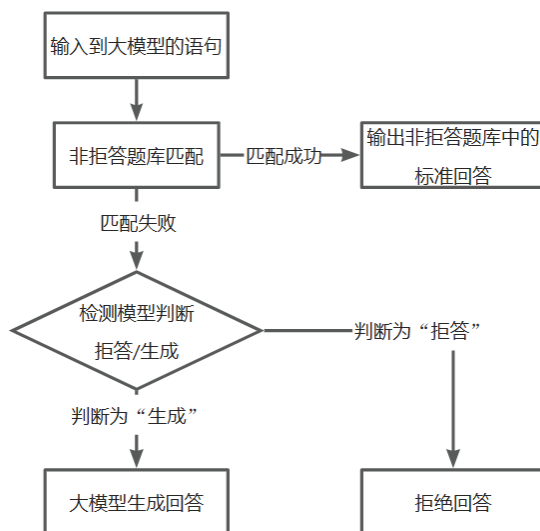 输入到大模型的语句
非拒答题库匹配
匹配成功
输出非拒答题库中的
标准回答
匹配失败
检测模型判断
拒答/生成
判断为“拒答”
判断为“生成”
大模型生成回答
拒绝回答